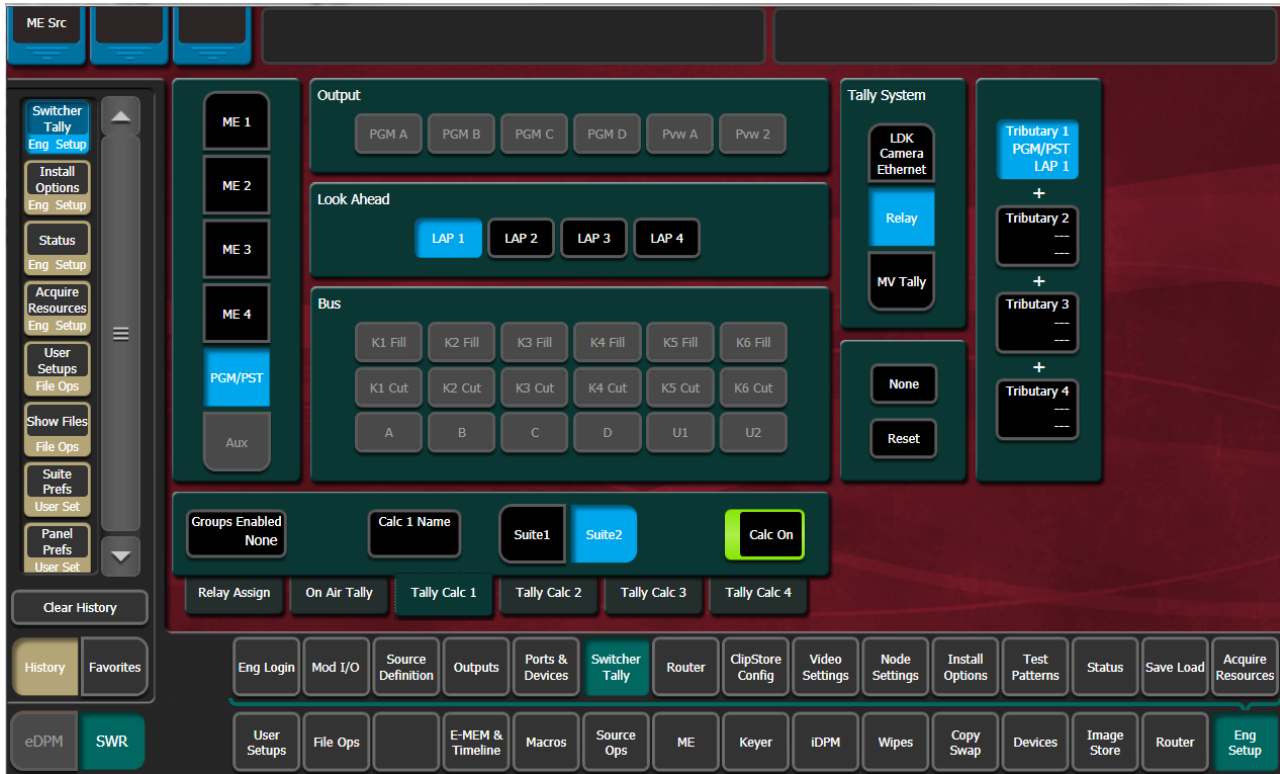 ME Src
Switcher
Tally
Eng Setup
Install
Options
Eng Setup
Status
Eng Setup
Acquire
Resources
Eng Setup
User
Setups
File Ops
Show Files
File Ops
Suite
Prefs
User Set
Panel
Prefs
User Set
Clear History
History Favorites
eDPM SWR
ME 1
ME 2
ME 3
ME 4
PGM/PST
Aux
Output
PGM A PGM B PGM C PGM D Pvw A Pvw 2
Look Ahead
LAP 1 LAP 2 LAP 3 LAP 4
Bus
K1 Fill K2 Fill K3 Fill K4 Fill K5 Fill K6 Fill
K1 Cut K2 Cut K3 Cut K4 Cut K5 Cut K6 Cut
A B C D U1 U2
Tally System
LDK
Camera
Ethernet
Relay
MV Tally
None
Reset
Tributary 1
PGM/PST
LAP 1
+
Tributary 2
---
---
+
Tributary 3
---
---
+
Tributary 4
---
---
Groups Enabled
None
Calc 1 Name
Suite1 Suite2
Calc On
Relay Assign On Air Tally Tally Calc 1 Tally Calc 2 Tally Calc 3 Tally Calc 4
Eng Login
Mod I/O
Source
Definition
Outputs
Ports &
Devices
Switcher
Tally
Router
ClipStore
Config
Video
Settings
Node
Settings
Install
Options
Test
Patterns
Status
Save Load
Acquire
Resources
User
Setups
File Ops
E-MEM &
Timeline
Macros
Source
Ops
ME
Keyer
iDPM
Wipes
Copy
Swap
Devices
Image
Store
Router
Eng
Setup